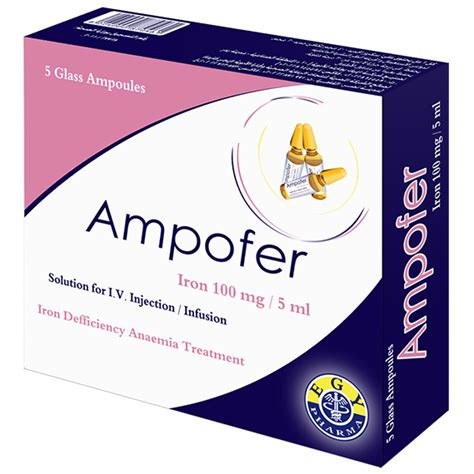 5 Glass Ampoules
Ampofer
Iron 100 mg / 5 ml
Solution for I.V. Injection / Infusion
Iron Defficiency Anaemia Treatment
Ampofer
Ampofer
Iron 100 mg / 5 ml
5 Glass Ampoules
EGY
PHARMA